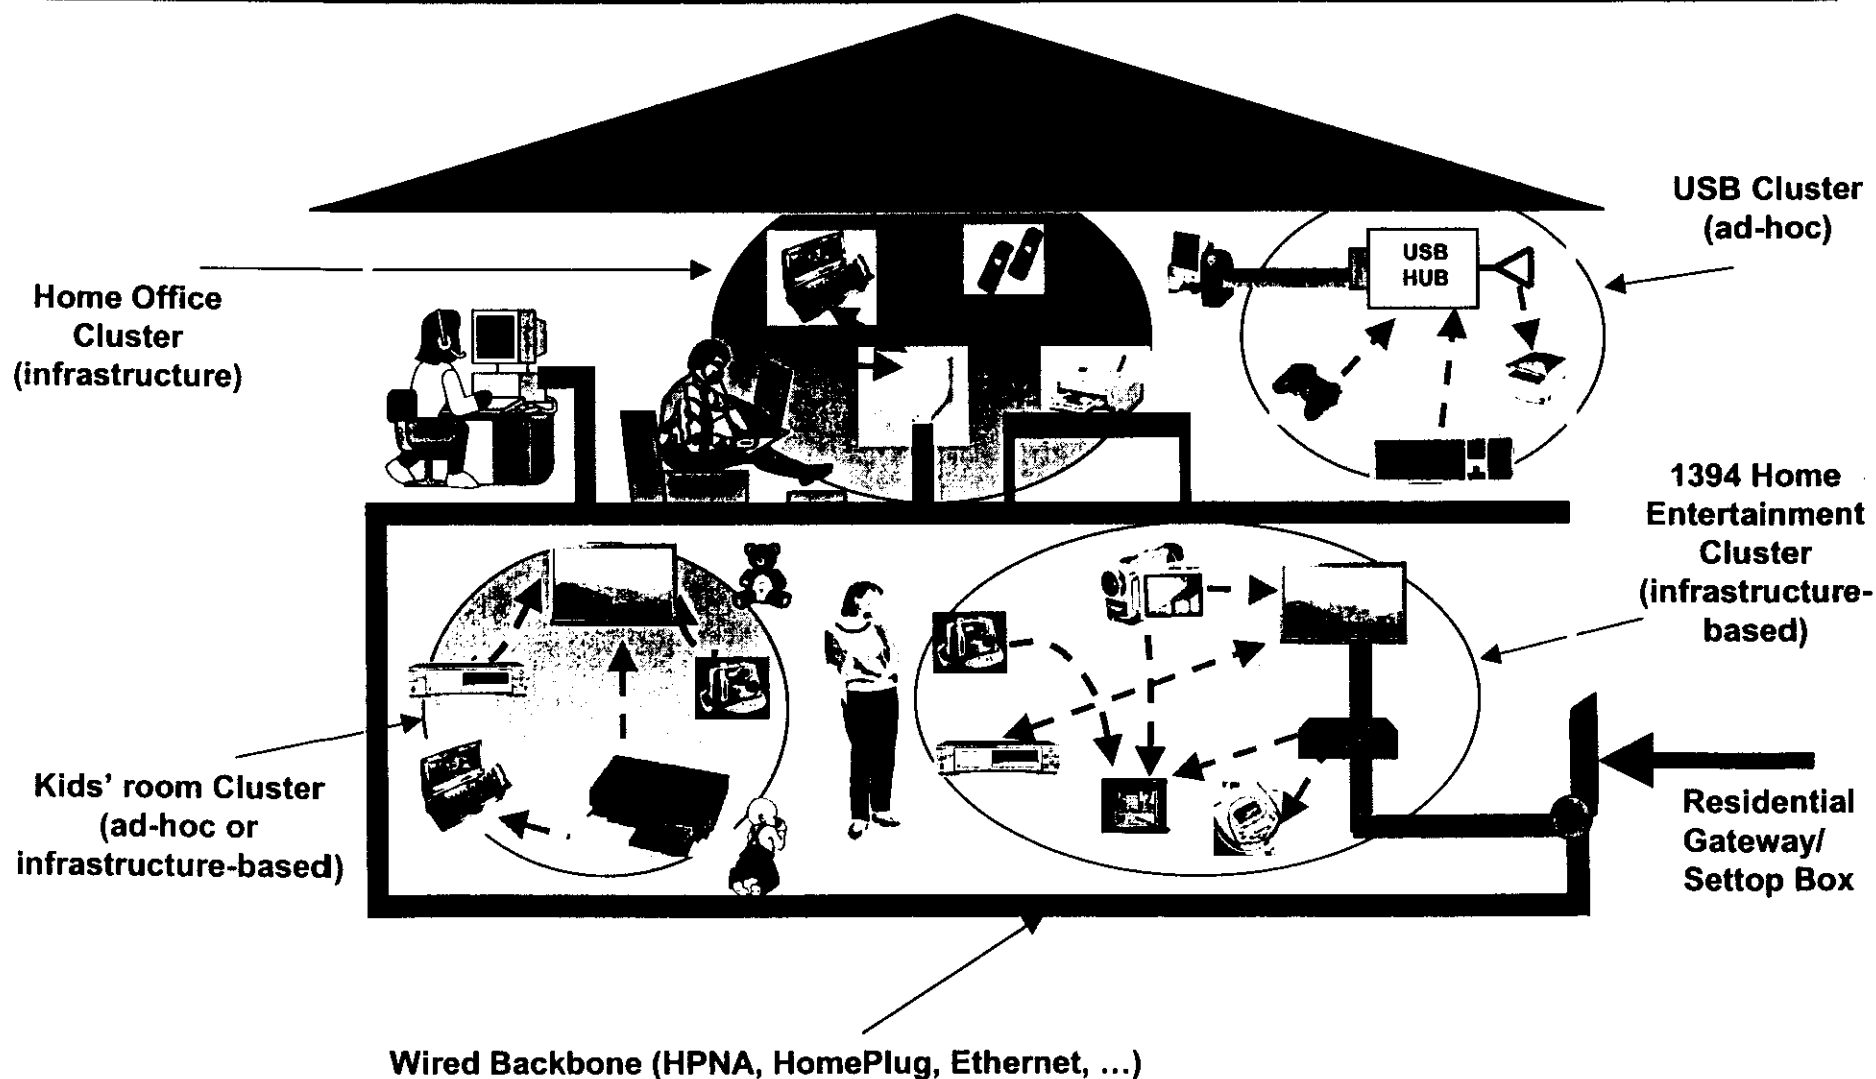 USB Cluster
(ad-hoc)
USB
HUB
Home Office
Cluster
(infrastructure)
1394 Home
Entertainment
Cluster
(infrastructure-
based)
Kids' room Cluster
(ad-hoc or
infrastructure-based)
Residential
Gateway/
Settop Box
Wired Backbone (HPNA, HomePlug, Ethernet, ...)